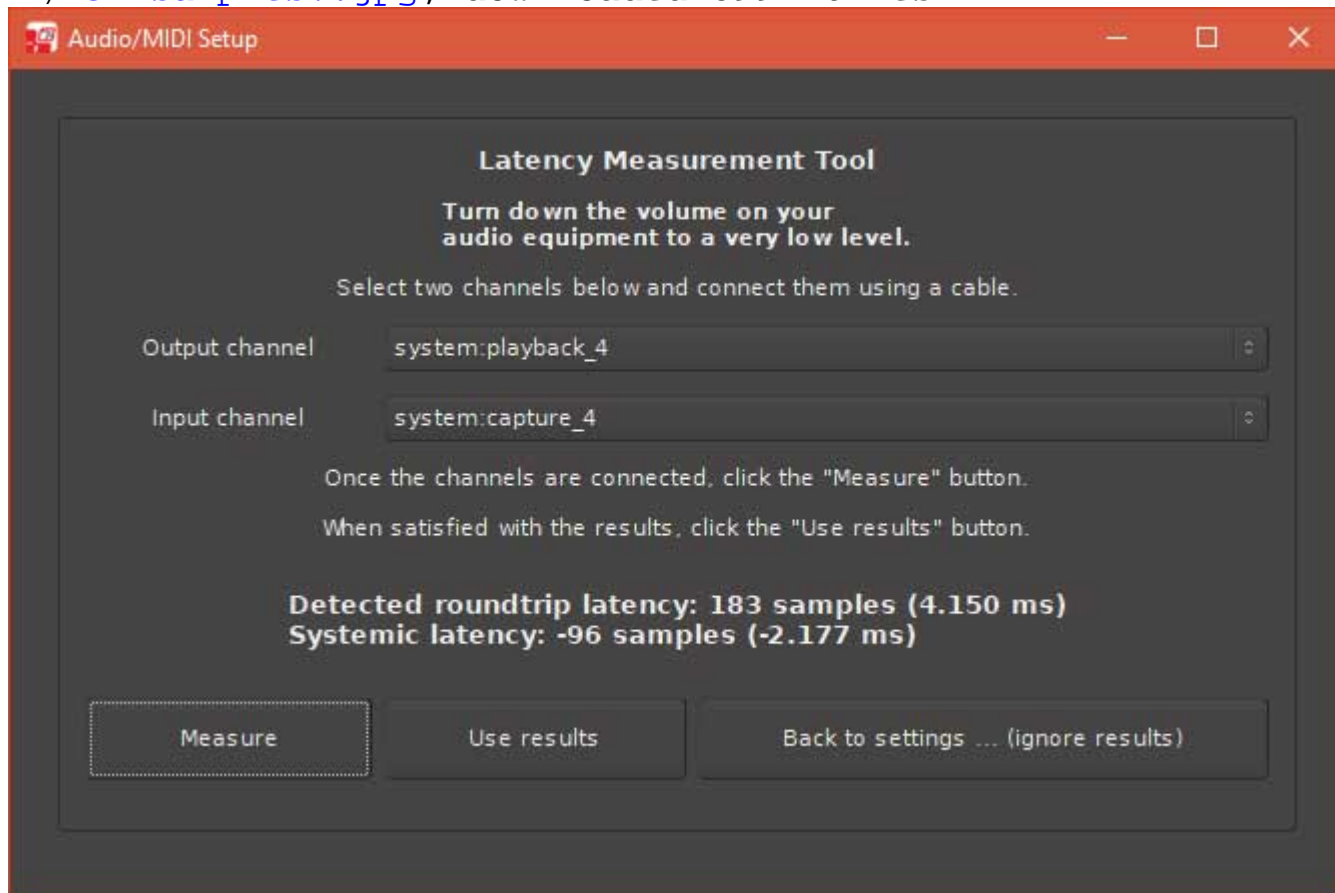 Audio/MIDI Setup
Latency Measurement Tool
Turn down the volume on your
audio equipment to a very low level.
Select two channels below and connect them using a cable.
Output channel system:playback_4
Input channel system:capture_4
Once the channels are connected, click the "Measure" button.
When satisfied with the results, click the "Use results" button.
Detected roundtrip latency: 183 samples (4.150 ms)
Systemic latency: -96 samples (-2.177 ms)
Measure Use results Back to settings ... (ignore results)